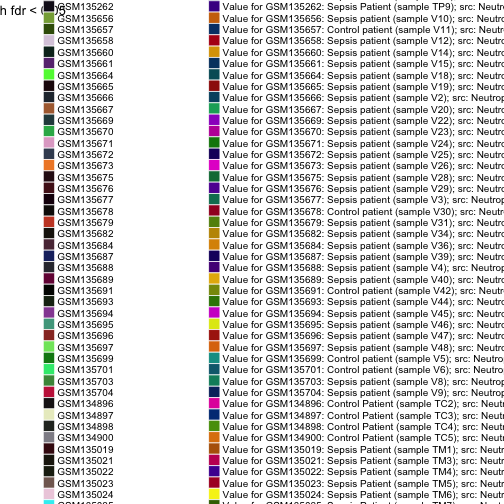 h fdr < 0.05
GSM135262 Value for GSM135262: Sepsis Patient (sample TP9); src: Neutr
GSM135656 Value for GSM135656: Sepsis patient (sample V10); src: Neutr
GSM135657 Value for GSM135657: Control patient (sample V11); src: Neutr
GSM135658 Value for GSM135658: Sepsis patient (sample V12); src: Neutr
GSM135660 Value for GSM135660: Sepsis patient (sample V14); src: Neutr
GSM135661 Value for GSM135661: Sepsis patient (sample V15); src: Neutr
GSM135664 Value for GSM135664: Sepsis patient (sample V18); src: Neutr
GSM135665 Value for GSM135665: Sepsis patient (sample V19); src: Neutr
GSM135666 Value for GSM135666: Sepsis patient (sample V2); src: Neutrop
GSM135667 Value for GSM135667: Sepsis patient (sample V20); src: Neutr
GSM135669 Value for GSM135669: Sepsis patient (sample V22); src: Neutr
GSM135670 Value for GSM135670: Sepsis patient (sample V23); src: Neutr
GSM135671 Value for GSM135671: Sepsis patient (sample V24); src: Neutr
GSM135672 Value for GSM135672: Sepsis patient (sample V25); src: Neutr
GSM135673 Value for GSM135673: Sepsis patient (sample V26); src: Neutr
GSM135675 Value for GSM135675: Sepsis patient (sample V28); src: Neutr
GSM135676 Value for GSM135676: Sepsis patient (sample V29); src: Neutr
GSM135677 Value for GSM135677: Sepsis patient (sample V3); src: Neutrop
GSM135678 Value for GSM135678: Control patient (sample V30); src: Neutr
GSM135679 Value for GSM135679: Sepsis patient (sample V31); src: Neutr
GSM135682 Value for GSM135682: Sepsis patient (sample V34); src: Neutr
GSM135684 Value for GSM135684: Sepsis patient (sample V36); src: Neutr
GSM135687 Value for GSM135687: Sepsis patient (sample V39); src: Neutr
GSM135688 Value for GSM135688: Sepsis patient (sample V4); src: Neutrop
GSM135689 Value for GSM135689: Sepsis patient (sample V40); src: Neutr
GSM135691 Value for GSM135691: Control patient (sample V42); src: Neutr
GSM135693 Value for GSM135693: Sepsis patient (sample V44); src: Neutr
GSM135694 Value for GSM135694: Sepsis patient (sample V45); src: Neutr
GSM135695 Value for GSM135695: Sepsis patient (sample V46); src: Neutr
GSM135696 Value for GSM135696: Sepsis patient (sample V47); src: Neutr
GSM135697 Value for GSM135697: Sepsis patient (sample V48); src: Neutr
GSM135699 Value for GSM135699: Control patient (sample V5); src: Neutro
GSM135701 Value for GSM135701: Control patient (sample V6); src: Neutro
GSM135703 Value for GSM135703: Sepsis patient (sample V8); src: Neutrop
GSM135704 Value for GSM135704: Sepsis patient (sample V9); src: Neutrop
GSM134896 Value for GSM134896: Control Patient (sample TC2); src: Neut
GSM134897 Value for GSM134897: Control Patient (sample TC3); src: Neut
GSM134898 Value for GSM134898: Control Patient (sample TC4); src: Neut
GSM134900 Value for GSM134900: Control Patient (sample TC5); src: Neut
GSM135019 Value for GSM135019: Sepsis Patient (sample TM1); src: Neutr
GSM135021 Value for GSM135021: Sepsis Patient (sample TM3); src: Neutr
GSM135022 Value for GSM135022: Sepsis Patient (sample TM4); src: Neutr
GSM135023 Value for GSM135023: Sepsis Patient (sample TM5); src: Neutr
GSM135024 Value for GSM135024: Sepsis Patient (sample TM6); src: Neutr